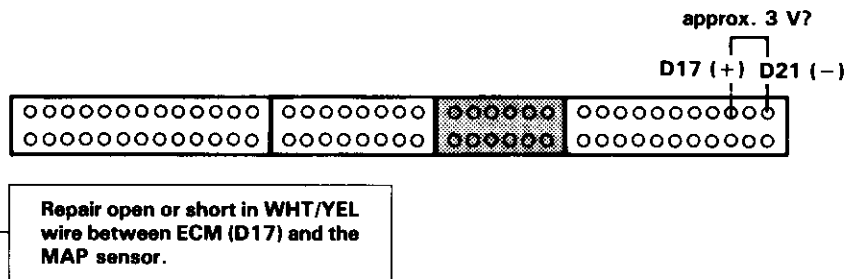 approx. 3 V?
D17 (+) D21 (−)
Repair open or short in WHT/YEL
wire between ECM (D17) and the
MAP sensor.